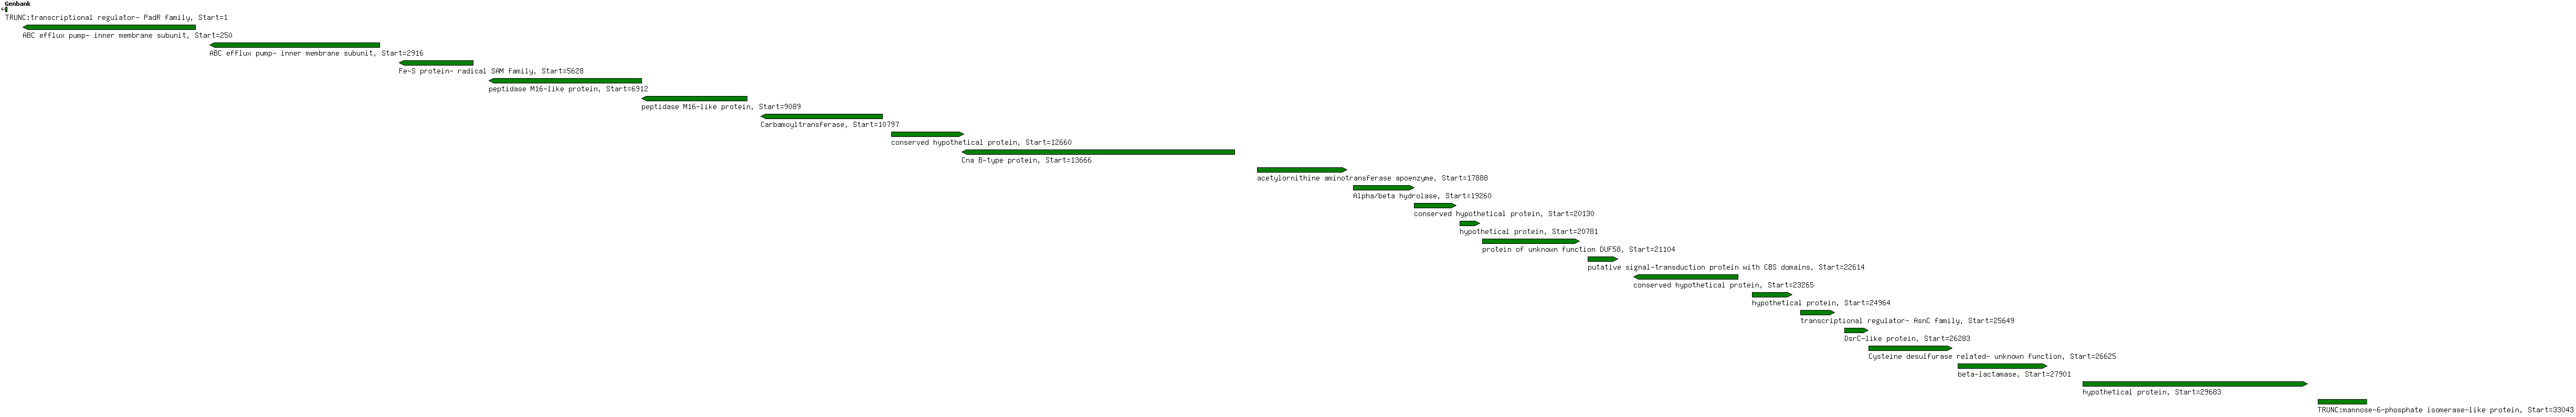 Genbank
TRUNC:transcriptional regulator- PadR family, Start=1
ABC efflux pump- inner membrane subunit, Start=250
ABC efflux pump- inner membrane subunit, Start=2916
Fe-S protein- radical SAM family, Start=5628
peptidase M16-like protein, Start=6912
peptidase M16-like protein, Start=9089
Carbamoyltransferase, Start=10797
conserved hypothetical protein, Start=12660
Cna B-type protein, Start=13666
acetylornithine aminotransferase apoenzyme, Start=17888
Alpha/beta hydrolase, Start=19260
conserved hypothetical protein, Start=20130
hypothetical protein, Start=20781
protein of unknown function DUF58, Start=21104
putative signal-transduction protein with CBS domains, Start=22614
conserved hypothetical protein, Start=23265
hypothetical protein, Start=24964
transcriptional regulator- AsnC family, Start=25649
DsrC-like protein, Start=26283
Cysteine desulfurase related- unknown function, Start=26625
beta-lactamase, Start=27901
hypothetical protein, Start=29683
TRUNC:mannose-6-phosphate isomerase-like protein, Start=33043